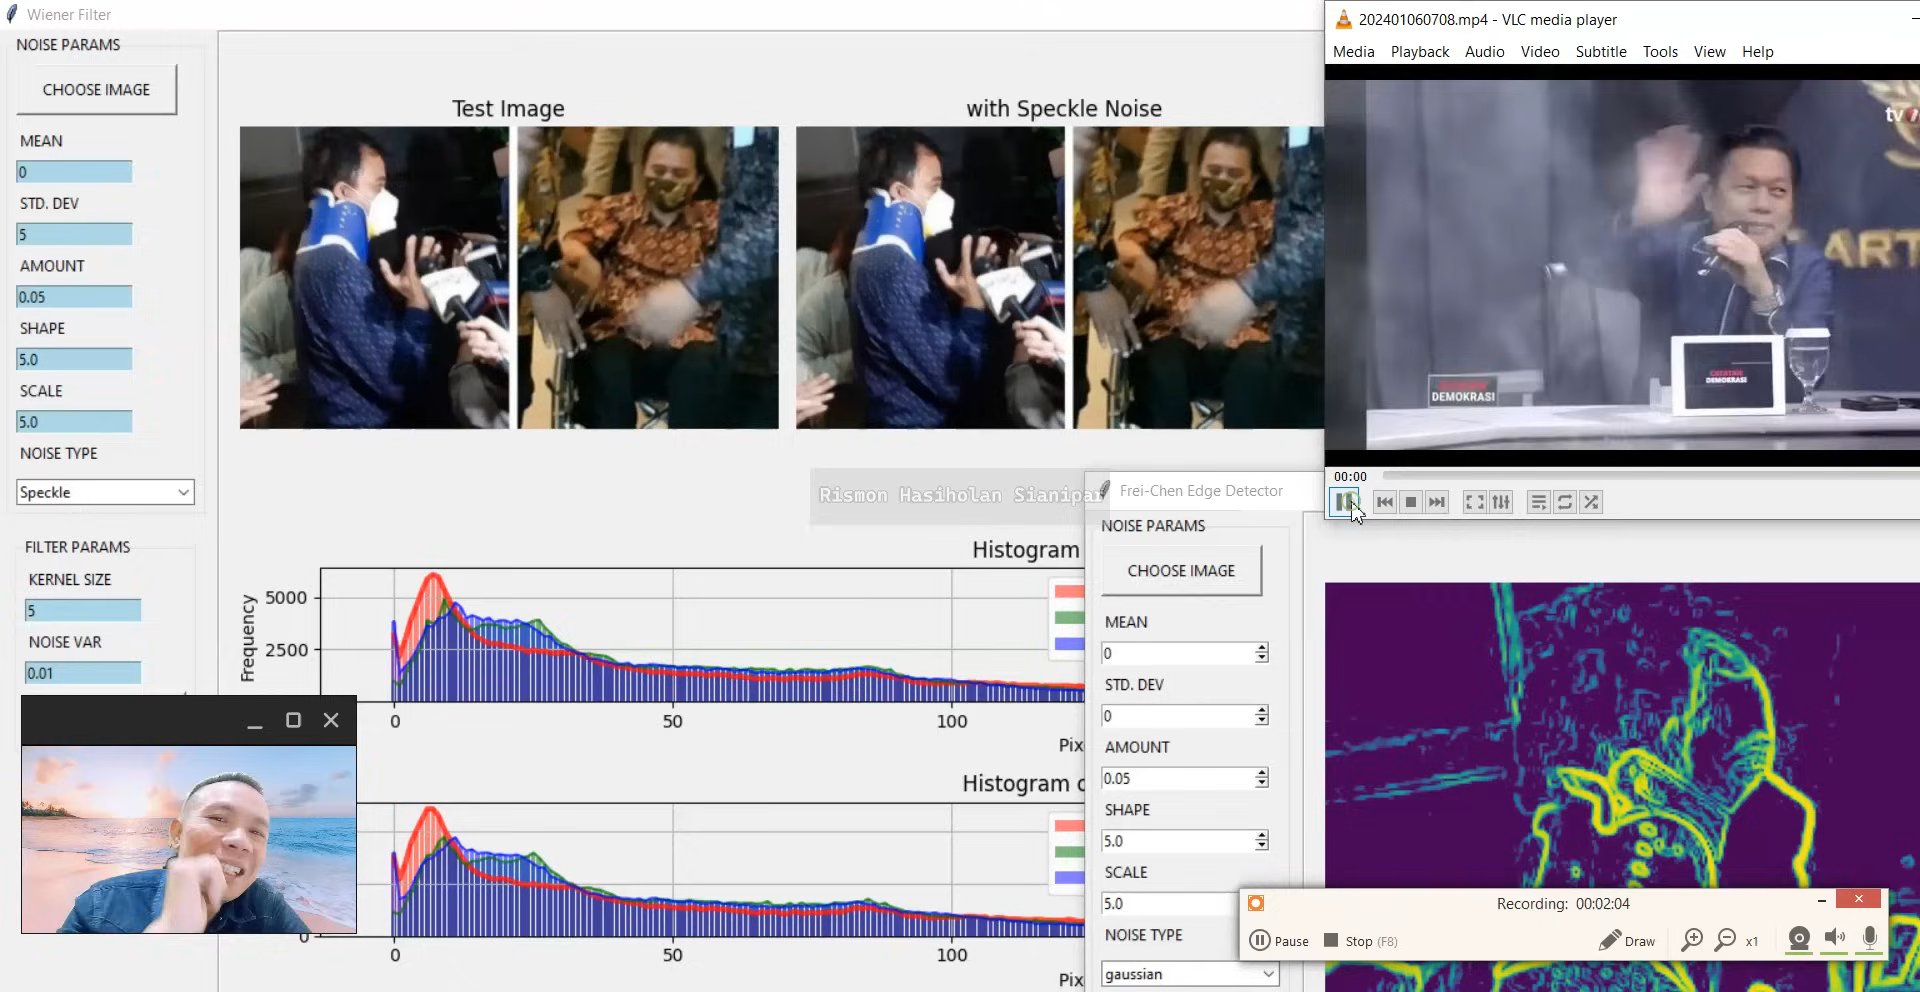 Wiener Filter
NOISE PARAMS
CHOOSE IMAGE
MEAN
0
STD. DEV
5
AMOUNT
0.05
SHAPE
5.0
SCALE
5.0
NOISE TYPE
Speckle
FILTER PARAMS
KERNEL SIZE
5
NOISE VAR
0.01
Test Image
with Speckle Noise
Rismon Hasiholan Sianipar
Histogram
Frequency
5000
2500
0
50
100
Pix
Histogram
0
0
50
100
Pix
202401060708.mp4 - VLC media player
Media Playback Audio Video Subtitle Tools View Help
tv
ART
DEMOKRASI
CATATAN
DEMOKRASI
00:00
Frei-Chen Edge Detector
NOISE PARAMS
CHOOSE IMAGE
MEAN
0
STD. DEV
0
AMOUNT
0.05
SHAPE
5.0
SCALE
5.0
NOISE TYPE
gaussian
Recording: 00:02:04
Pause
Stop (F8)
Draw
x1